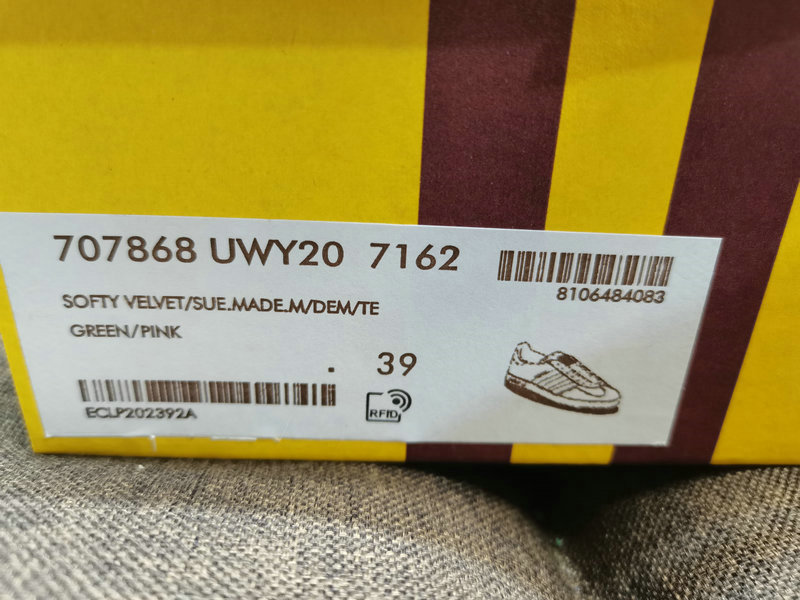 707868 UWY20 7162
8106484083
SOFTY VELVET/SUE.MADE.M/DEM/TE
GREEN/PINK
. 39
RFID
ECLP202392A